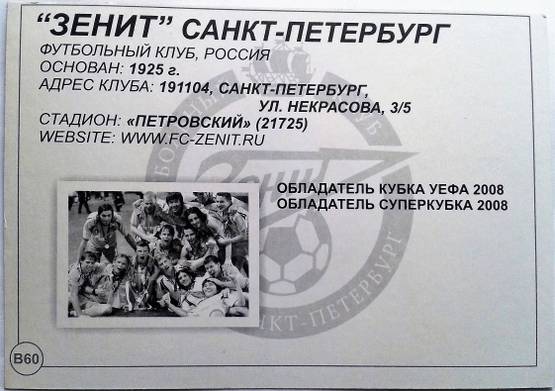 “ЗЕНИТ” САНКТ-ПЕТЕРБУРГ
ФУТБОЛЬНЫЙ КЛУБ, РОССИЯ
ОСНОВАН: 1925 г.
АДРЕС КЛУБА: 191104, САНКТ-ПЕТЕРБУРГ,
УЛ. НЕКРАСОВА, 3/5
СТАДИОН: «ПЕТРОВСКИЙ» (21725)
WEBSITE: WWW.FC-ZENIT.RU
ОБЛАДАТЕЛЬ КУБКА УЕФА 2008
ОБЛАДАТЕЛЬ СУПЕРКУБКА 2008
B60